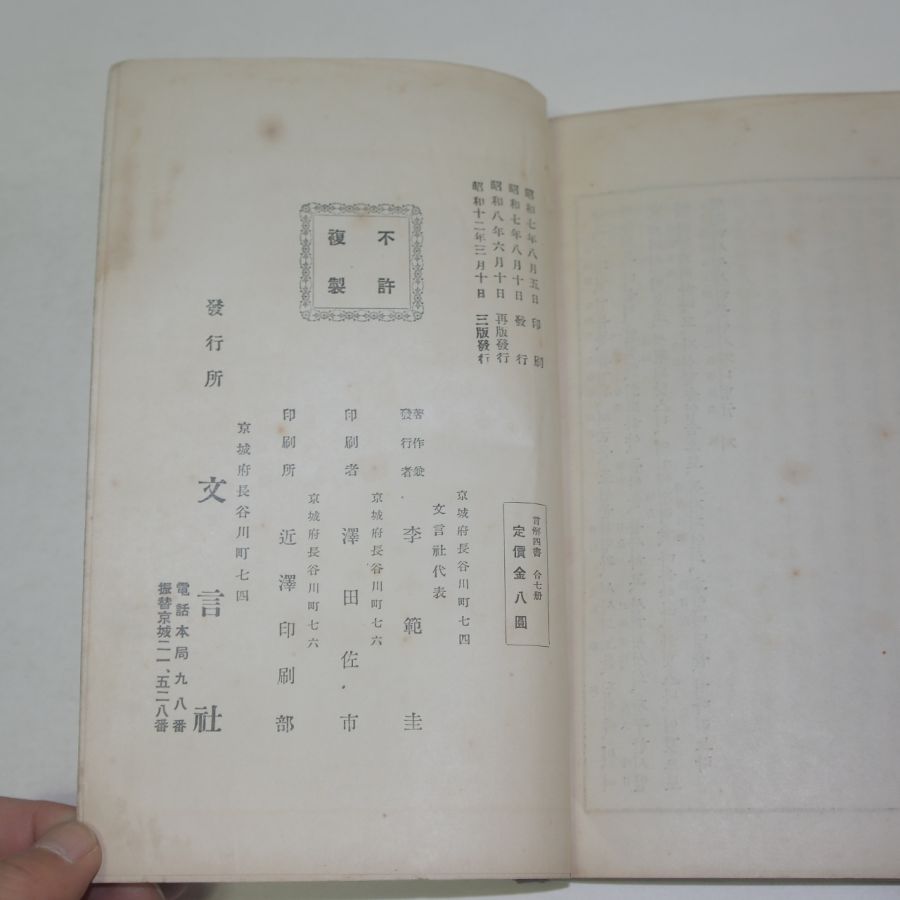 昭和七年八月五日 印刷
昭和七年八月十日 發行
昭和八年六月十日 再版發行
昭和十二年三月十日 三版發行
言解四書 合七册
定價金八圓
不許
複製
京城府長谷川町七四
文言社代表
著作兼
發行者 李範圭
京城府長谷川町七六
印刷者 澤田佐市
京城府長谷川町七六
印刷所 近澤印刷部
京城府長谷川町七四
發行所 文言社
電話本局九八番
振替京城二一、五二八番